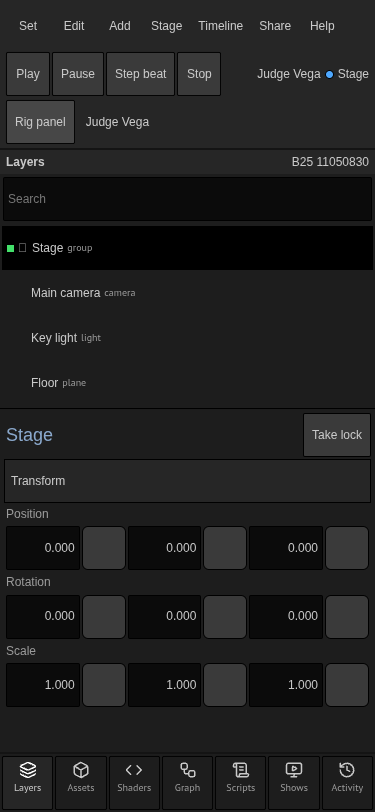 Set Edit Add Stage Timeline Share Help
Play Pause Step beat Stop Judge Vega Stage
Rig panel Judge Vega
Layers B25 11050830
Search
Stage group
Main camera camera
Key light light
Floor plane
Stage Take lock
Transform
Position
0.000 0.000 0.000
Rotation
0.000 0.000 0.000
Scale
1.000 1.000 1.000
Layers Assets Shaders Graph Scripts Shows Activity